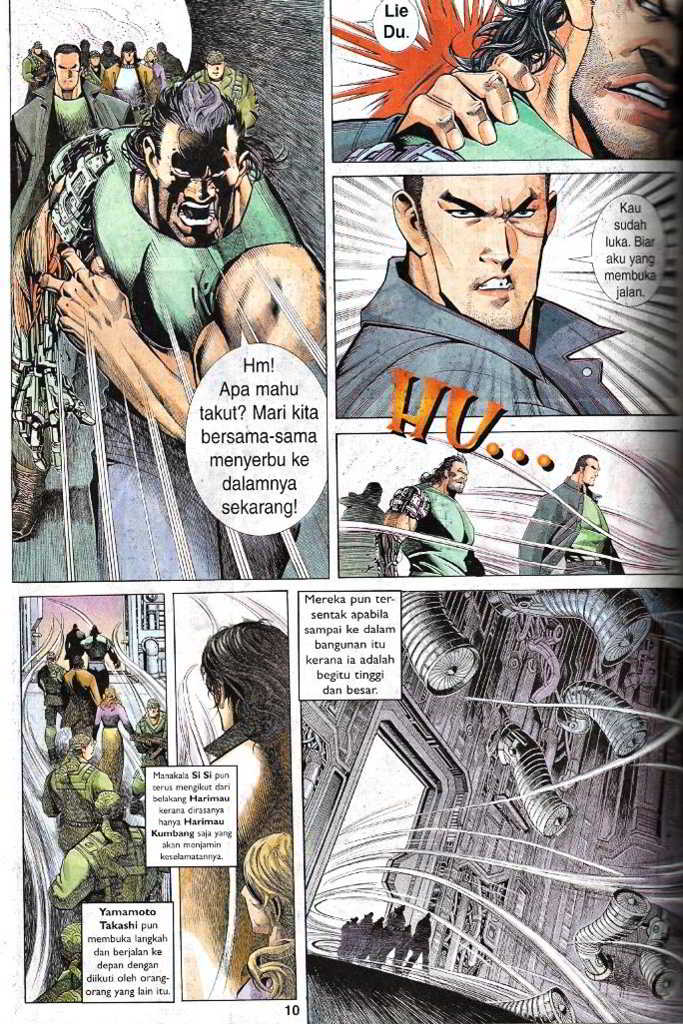 Lie
Du.
Kau
sudah
luka. Biar
aku yang
membuka
jalan.
Hm!
Apa mahu
takut? Mari kita
bersama-sama
menyerbu ke
dalamnya
sekarang!
HU...
Yamamoto
Takashi pun
membuka langkah
dan berjalan ke
depan dengan
diikuti oleh orang-
orang yang lain itu.
Manakala Si Si pun
terus mengikut dari
belakang Harimau
kerana dirasanya
hanya Harimau
Kumbang saja yang
akan menjamin
keselamatannya.
Mereka pun ter-
sentak apabila
sampai ke dalam
bangunan itu
kerana ia adalah
begitu tinggi
dan besar.
10